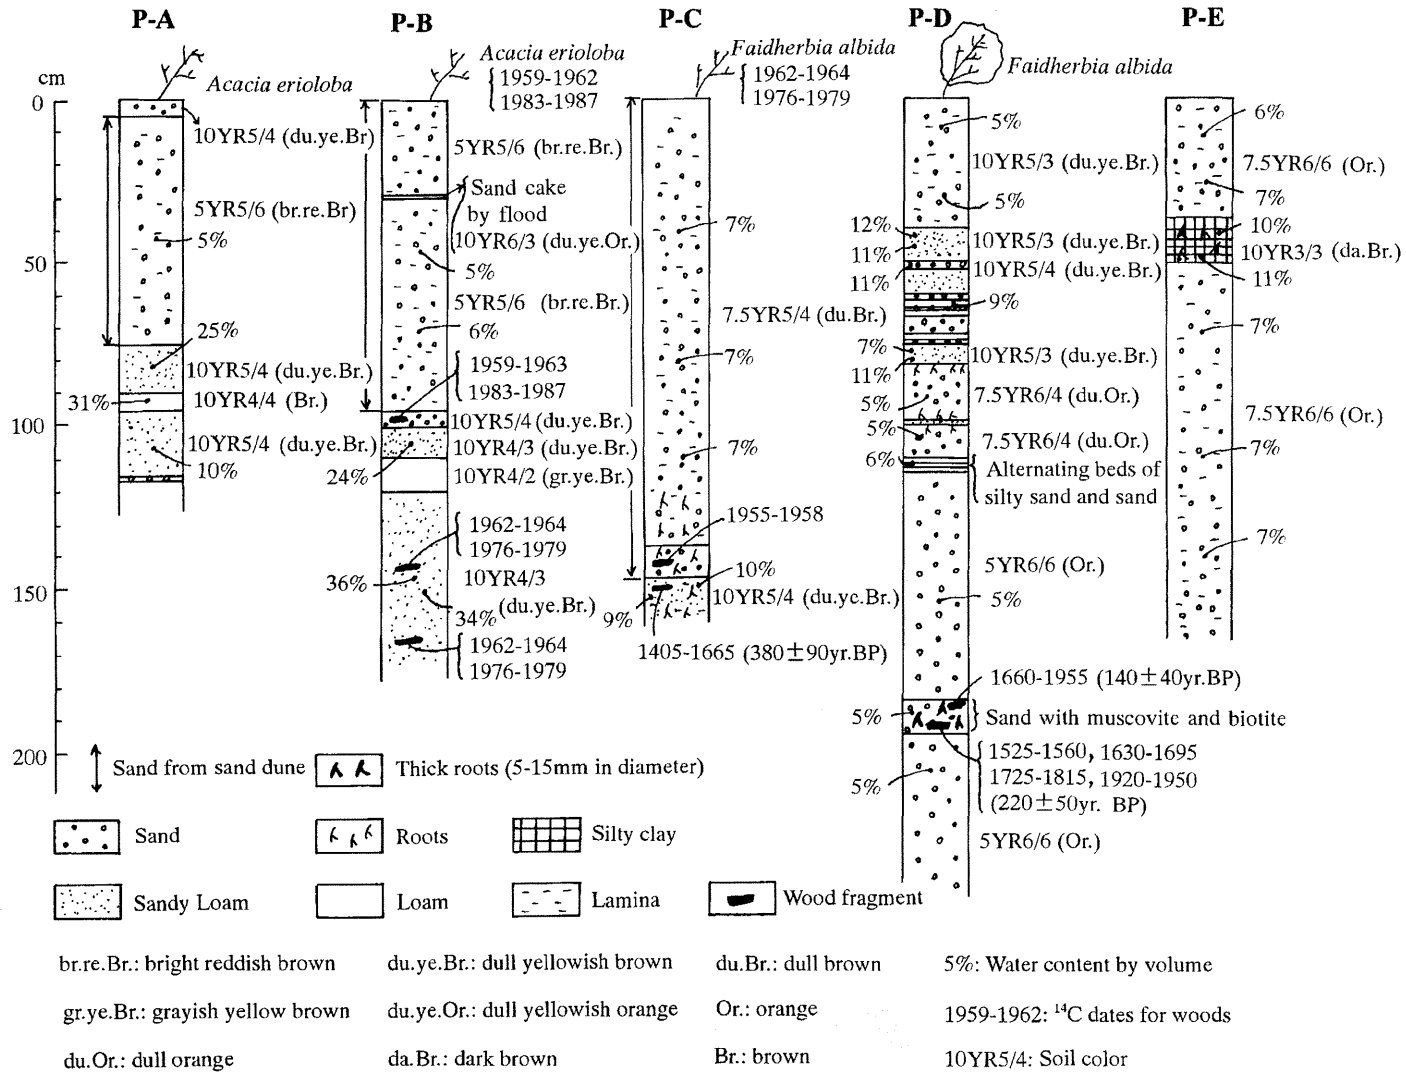 P-A
P-B
P-C
P-D
P-E
cm
0
50
100
150
200
Acacia erioloba
10YR5/4 (du.ye.Br)
5YR5/6 (br.re.Br)
5%
25%
10YR5/4 (du.ye.Br.)
31%
10YR4/4 (Br.)
10YR5/4 (du.ye.Br.)
10%
Acacia erioloba
1959-1962
1983-1987
5YR5/6 (br.re.Br.)
Sand cake
by flood
10YR6/3 (du.ye.Or.)
5%
5YR5/6 (br.re.Br.)
6%
1959-1963
1983-1987
10YR5/4 (du.ye.Br.)
10YR4/3 (du.ye.Br.)
24%
10YR4/2 (gr.ye.Br.)
1962-1964
1976-1979
36%
10YR4/3
(du.ye.Br.)
34%
1962-1964
1976-1979
Faidherbia albida
1962-1964
1976-1979
7%
7.5YR5/4 (du.Br.)
7%
7%
1955-1958
10%
10YR5/4 (du.ye.Br.)
9%
1405-1665 (380±90yr.BP)
Faidherbia albida
5%
10YR5/3 (du.ye.Br.)
5%
12%
10YR5/3 (du.ye.Br.)
11%
10YR5/4 (du.ye.Br.)
11%
9%
7%
10YR5/3 (du.ye.Br.)
11%
7.5YR6/4 (du.Or.)
5%
5%
7.5YR6/4 (du.Or.)
6%
Alternating beds of
silty sand and sand
5YR6/6 (Or.)
5%
1660-1955 (140±40yr.BP)
5%
Sand with muscovite and biotite
1525-1560, 1630-1695
1725-1815, 1920-1950
(220±50yr. BP)
5%
5YR6/6 (Or.)
6%
7.5YR6/6 (Or.)
7%
10%
10YR3/3 (da.Br.)
11%
7%
7.5YR6/6 (Or.)
7%
7%
Sand from sand dune
Thick roots (5-15mm in diameter)
Sand
Roots
Silty clay
Sandy Loam
Loam
Lamina
Wood fragment
br.re.Br.: bright reddish brown
du.ye.Br.: dull yellowish brown
du.Br.: dull brown
5%: Water content by volume
gr.ye.Br.: grayish yellow brown
du.ye.Or.: dull yellowish orange
Or.: orange
1959-1962: ¹⁴C dates for woods
du.Or.: dull orange
da.Br.: dark brown
Br.: brown
10YR5/4: Soil color